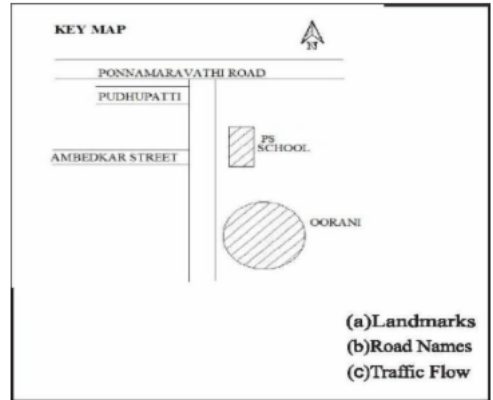 KEY MAP
N
PONNAMARAVATHI ROAD
PUDHUPATTI
PS
SCHOOL
AMBEDKAR STREET
OORANI
(a)Landmarks
(b)Road Names
(c)Traffic Flow